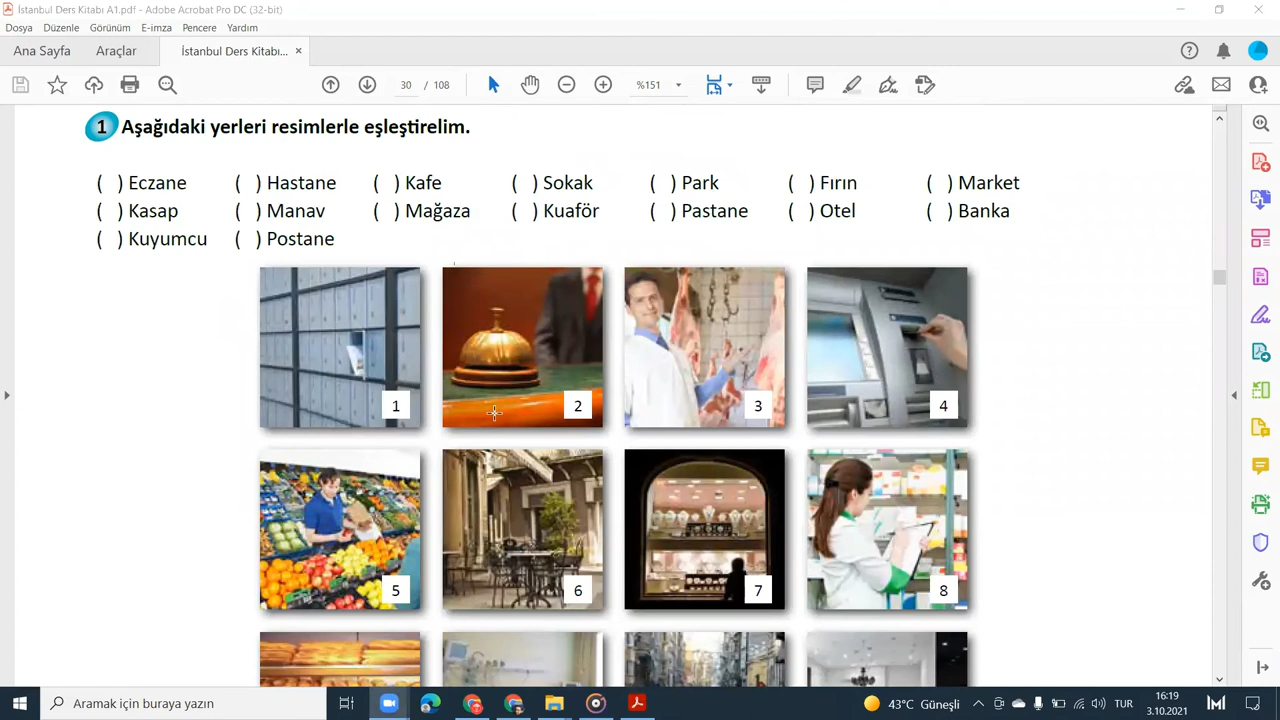 İstanbul Ders Kitabı A1.pdf - Adobe Acrobat Pro DC (32-bit)
Dosya Düzenle Görünüm E-imza Pencere Yardım
Ana Sayfa Araçlar İstanbul Ders Kitabı... ×
30 / 108 %151
1 Aşağıdaki yerleri resimlerle eşleştirelim.
( ) Eczane ( ) Hastane ( ) Kafe ( ) Sokak ( ) Park ( ) Fırın ( ) Market
( ) Kasap ( ) Manav ( ) Mağaza ( ) Kuaför ( ) Pastane ( ) Otel ( ) Banka
( ) Kuyumcu ( ) Postane
1 2 3 4
5 6 7 8
Aramak için buraya yazın 43°C Güneşli TUR 16:19
3.10.2021